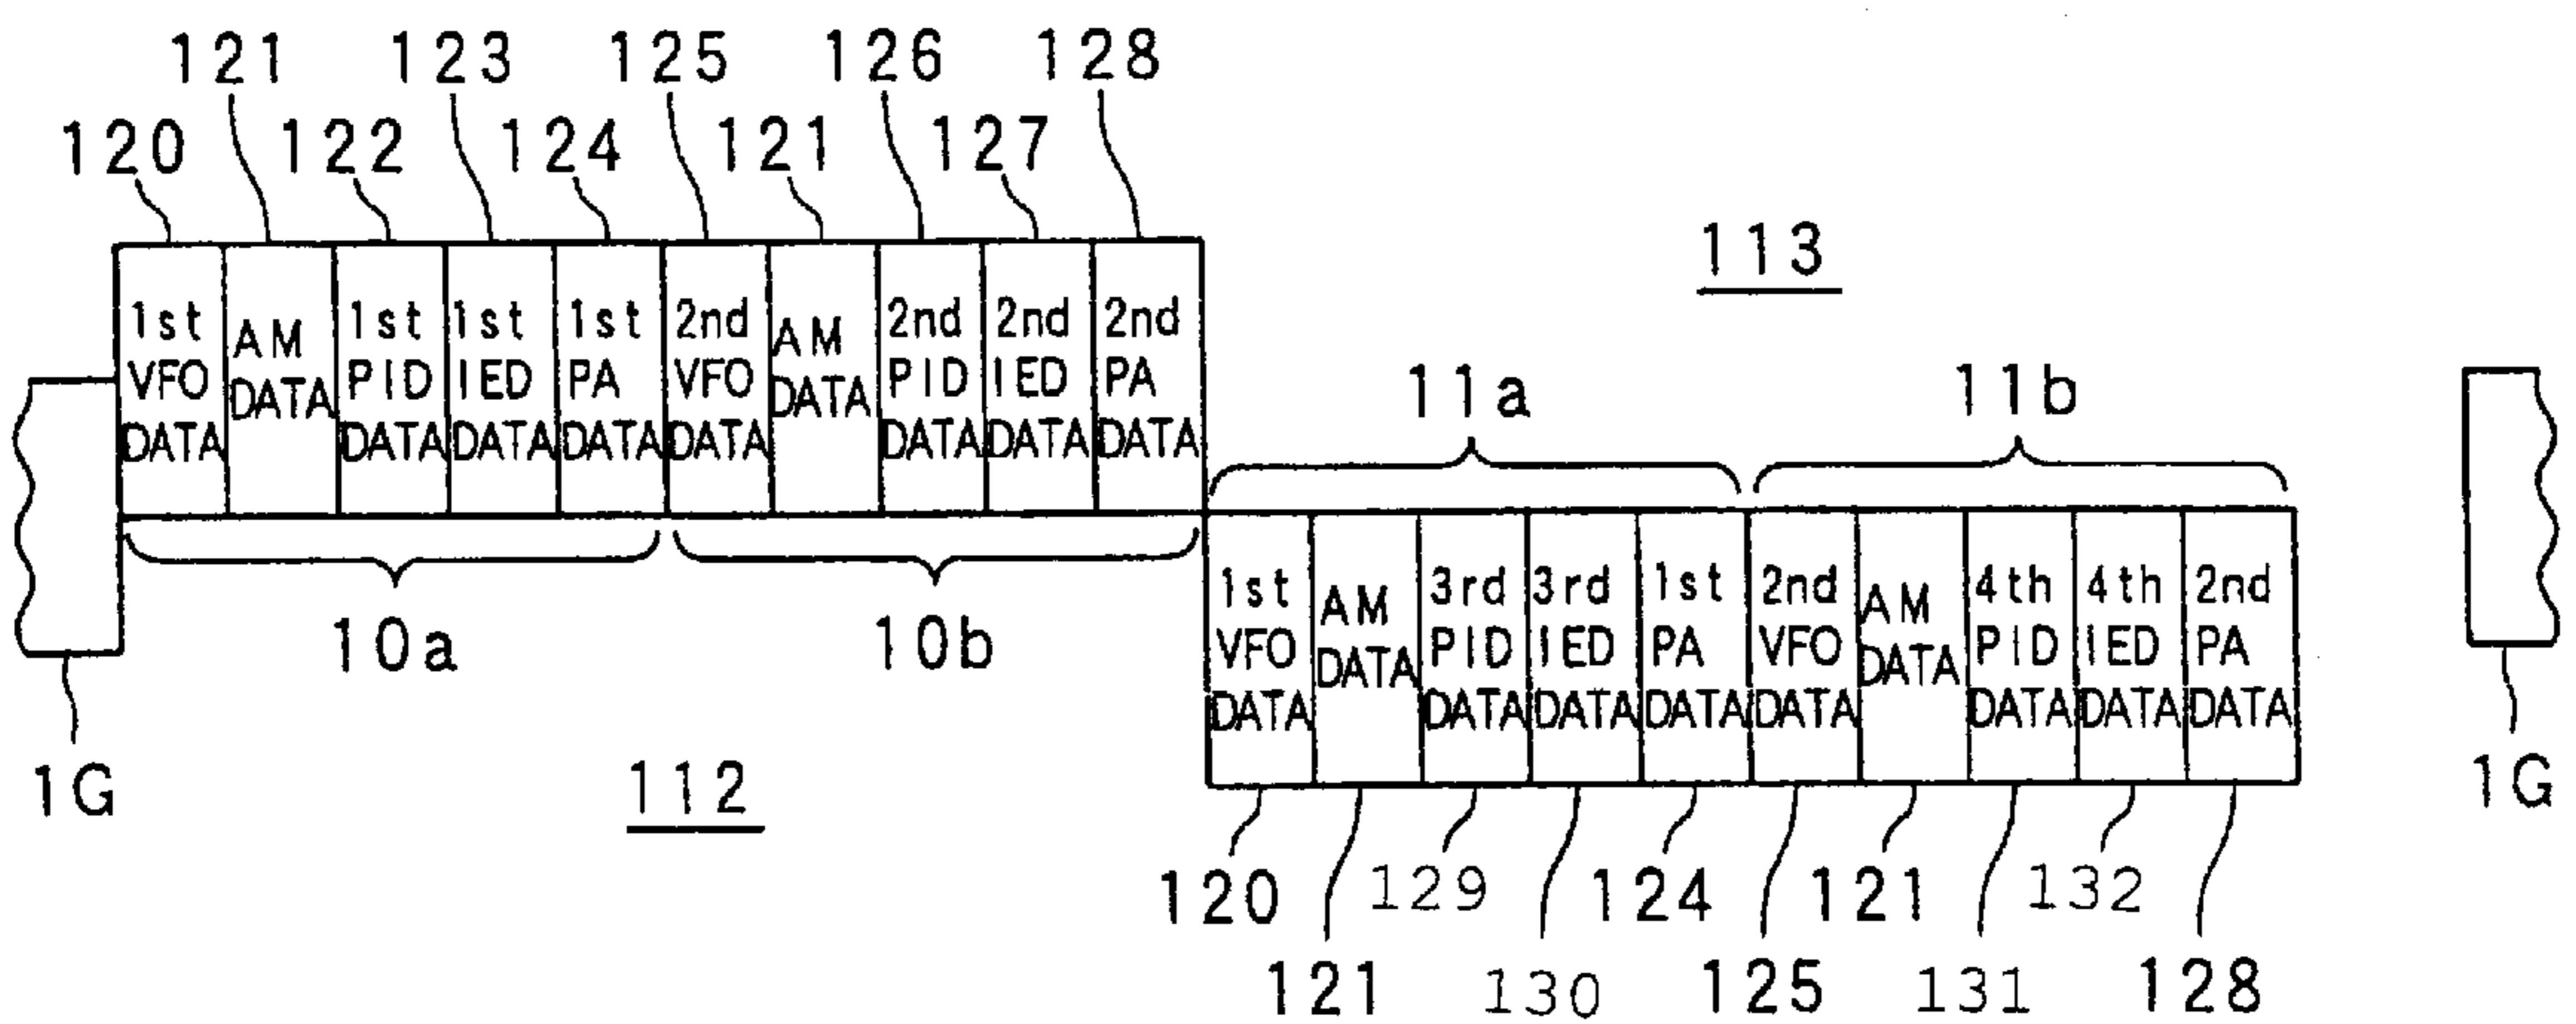 121 123 125 126 128
120 122 124 121 127
113
1st VFO DATA
AM DATA
1st PID DATA
1st IED DATA
1st PA DATA
2nd VFO DATA
AM DATA
2nd PID DATA
2nd IED DATA
2nd PA DATA
11a 11b
10a 10b
1st VFO DATA
AM DATA
3rd PID DATA
3rd IED DATA
1st PA DATA
2nd VFO DATA
AM DATA
4th PID DATA
4th IED DATA
2nd PA DATA
1G 112 1G
120 129 124 121 132
121 130 125 131 128